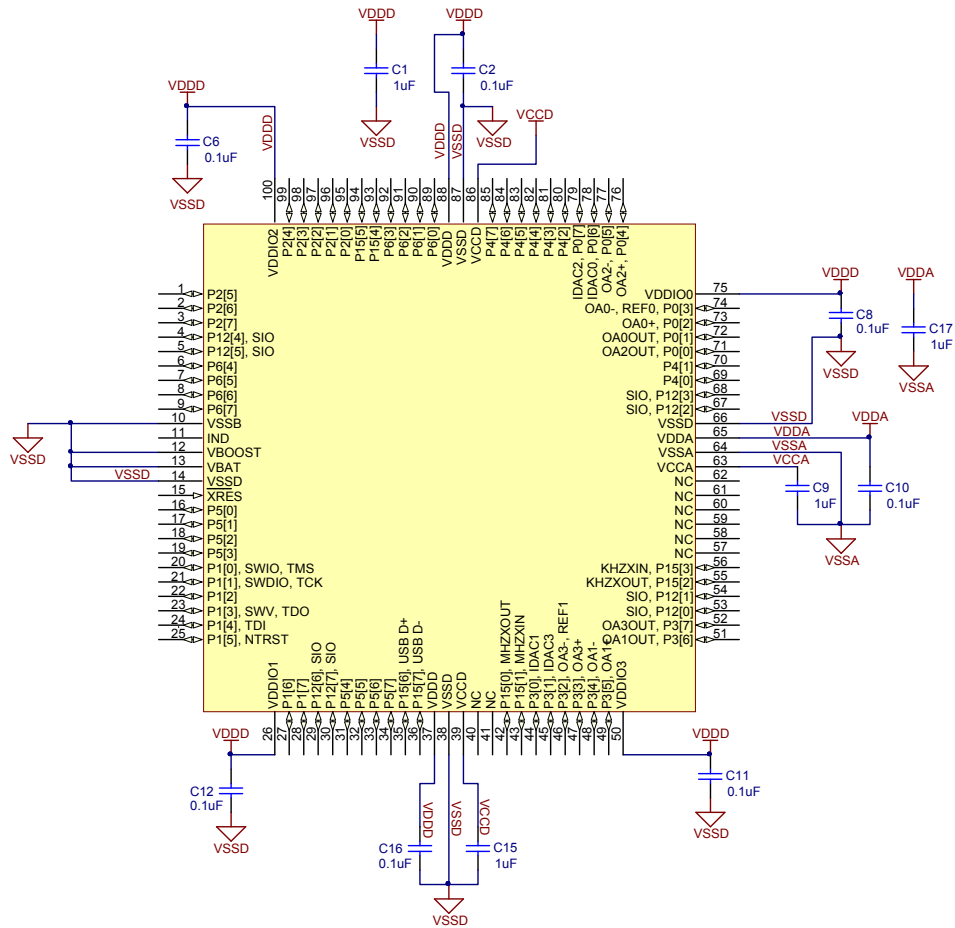 VDDD
VDDD
C1
1uF
C2
0.1uF
VDDD
VCCD
C6
0.1uF
VDDD
VDDD
VSSD
VSSD
VSSD
VSSD
100
99
98
97
96
95
94
93
92
91
90
89
88
87
86
85
84
83
82
81
80
79
78
77
76
VDDIO2
P2[4]
P2[3]
P2[2]
P2[1]
P2[0]
P15[5]
P15[4]
P6[3]
P6[2]
P6[1]
P6[0]
VDDD
VSSD
VCCD
P4[7]
P4[6]
P4[5]
P4[4]
P4[3]
P4[2]
IDAC2, P0[7]
IDAC0, P0[6]
OA2-, P0[5]
OA2+, P0[4]
1 P2[5]
2 P2[6]
3 P2[7]
4 P12[4], SIO
5 P12[5], SIO
6 P6[4]
7 P6[5]
8 P6[6]
9 P6[7]
10 VSSB
11 IND
12 VBOOST
13 VBAT
VSSD 14 VSSD
15 XRES
16 P5[0]
17 P5[1]
18 P5[2]
19 P5[3]
20 P1[0], SWIO, TMS
21 P1[1], SWDIO, TCK
22 P1[2]
23 P1[3], SWV, TDO
24 P1[4], TDI
25 P1[5], NTRST
VSSD
VDDIO0 75
OA0-, REF0, P0[3] 74
OA0+, P0[2] 73
OA0OUT, P0[1] 72
OA2OUT, P0[0] 71
P4[1] 70
P4[0] 69
SIO, P12[3] 68
SIO, P12[2] 67
VSSD 66 VSSD
VDDA 65 VDDA
VSSA 64 VSSA
VCCA 63 VCCA
NC 62
NC 61
NC 60
NC 59
NC 58
NC 57
KHZXIN, P15[3] 56
KHZXOUT, P15[2] 55
SIO, P12[1] 54
SIO, P12[0] 53
OA3OUT, P3[7] 52
OA1OUT, P3[6] 51
VDDD
VDDA
C8
0.1uF
C17
1uF
VSSD
VSSA
VDDA
C9
1uF
C10
0.1uF
VSSA
VDDIO1
P1[6]
P1[7]
P12[6], SIO
P12[7], SIO
P5[4]
P5[5]
P5[6]
P5[7]
P15[6], USB D+
P15[7], USB D-
VDDD
VSSD
VCCD
NC
NC
P15[0], MHZXOUT
P15[1], MHZXIN
P3[0], IDAC1
P3[1], IDAC3
P3[2], OA3-, REF1
P3[3], OA3+
P3[4], OA1-
P3[5], OA1+
VDDIO3
26
27
28
29
30
31
32
33
34
35
36
37
38
39
40
41
42
43
44
45
46
47
48
49
50
VDDD
C12
0.1uF
VSSD
VDDD
VSSD
VCCD
C16
0.1uF
C15
1uF
VSSD
VDDD
C11
0.1uF
VSSD